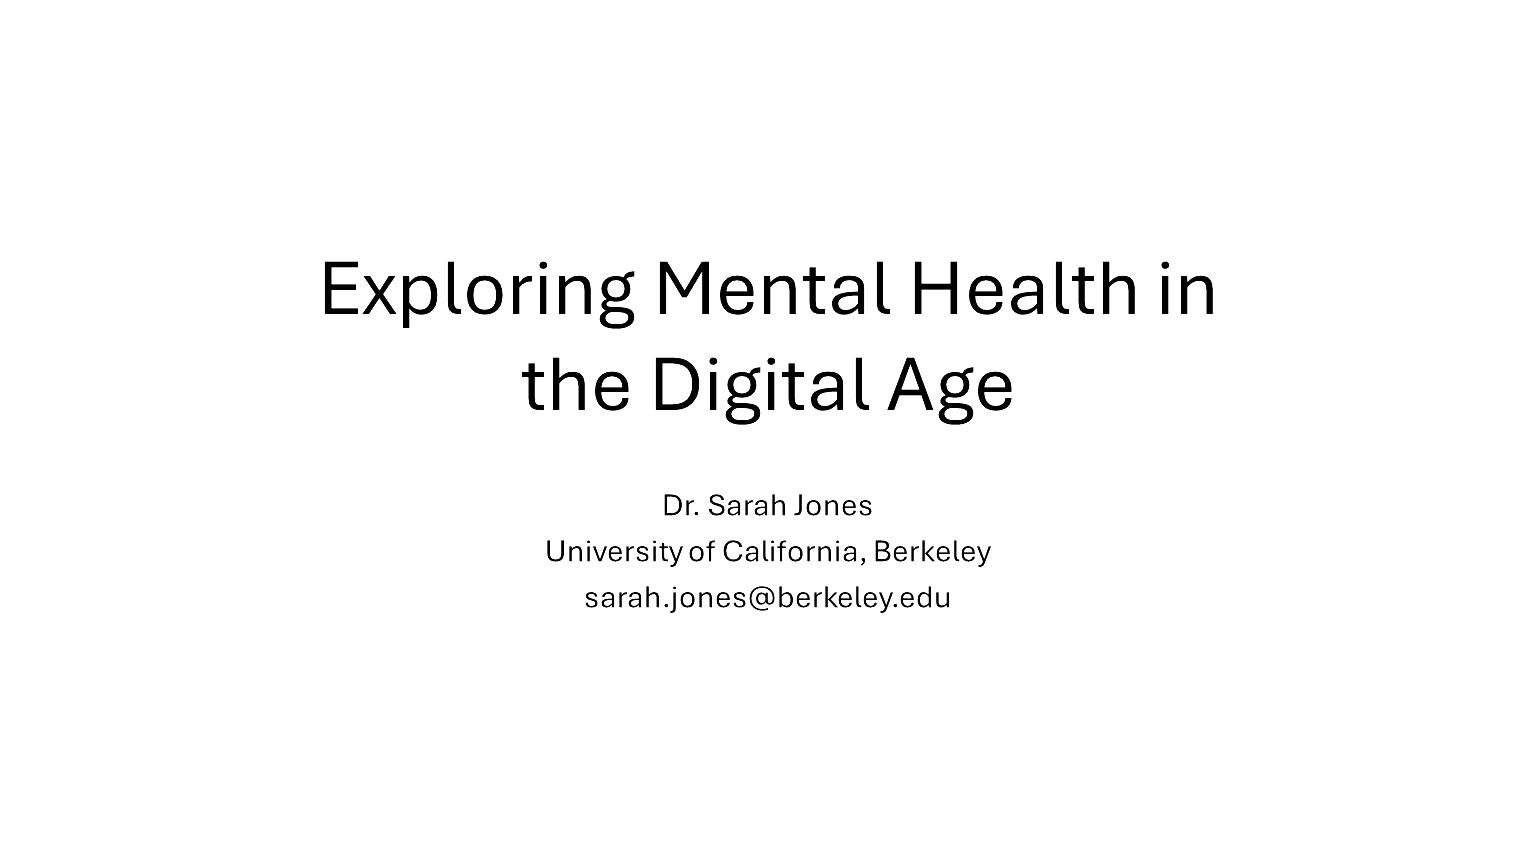 Exploring Mental Health in
the Digital Age
Dr. Sarah Jones
University of California, Berkeley
sarah.jones@berkeley.edu